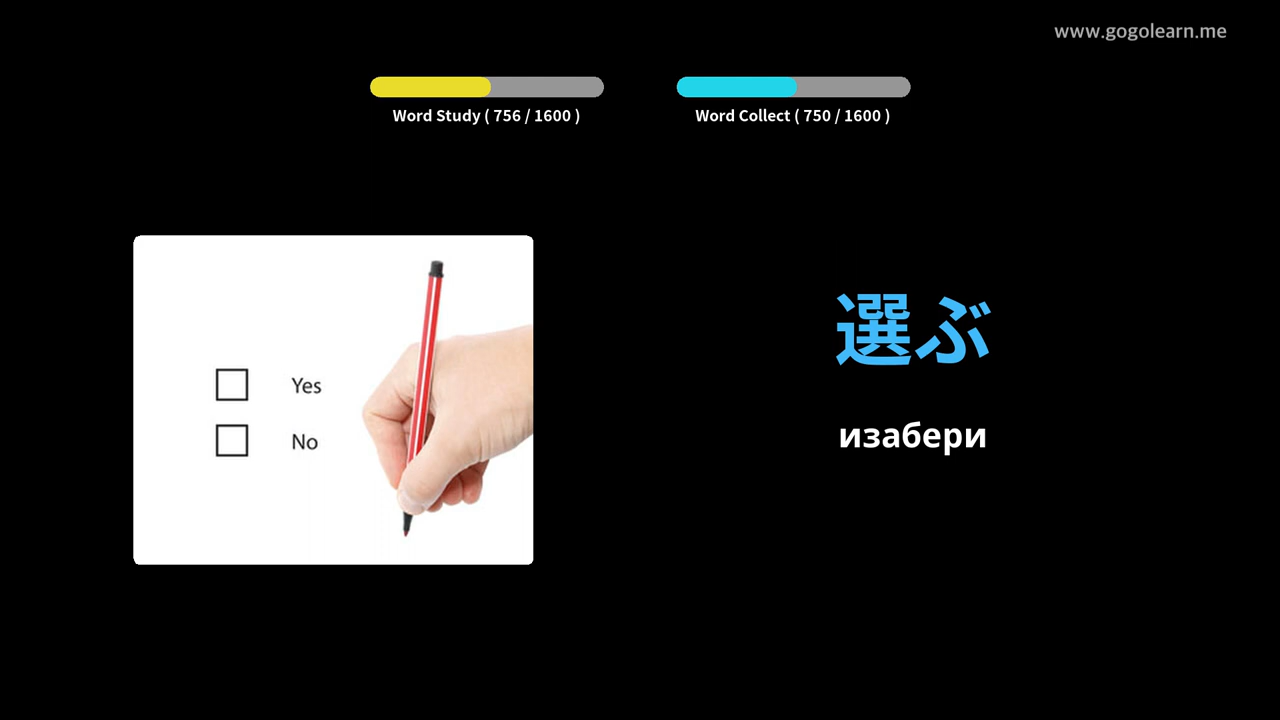 www.gogolearn.me
Word Study ( 756 / 1600 )
Word Collect ( 750 / 1600 )
Yes
No
選ぶ
изабери